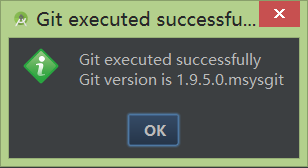 Git executed successfu...
Git executed successfully
Git version is 1.9.5.0.msysgit
OK